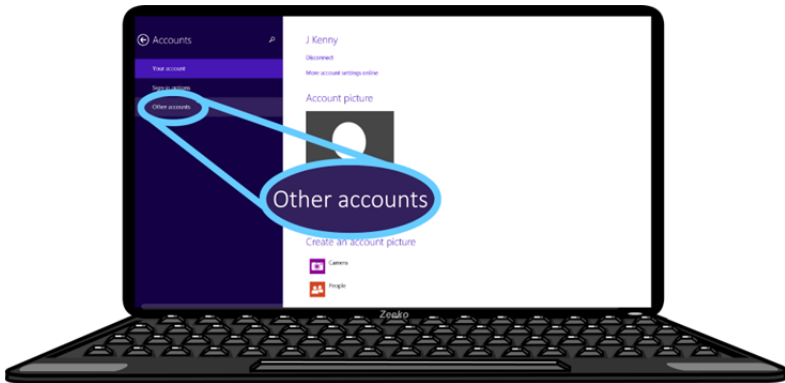 Accounts
Your account
Sign-in options
Other accounts
J Kenny
Disconnect
More account settings online
Account picture
Other accounts
Create an account picture
Camera
People
Zeeko